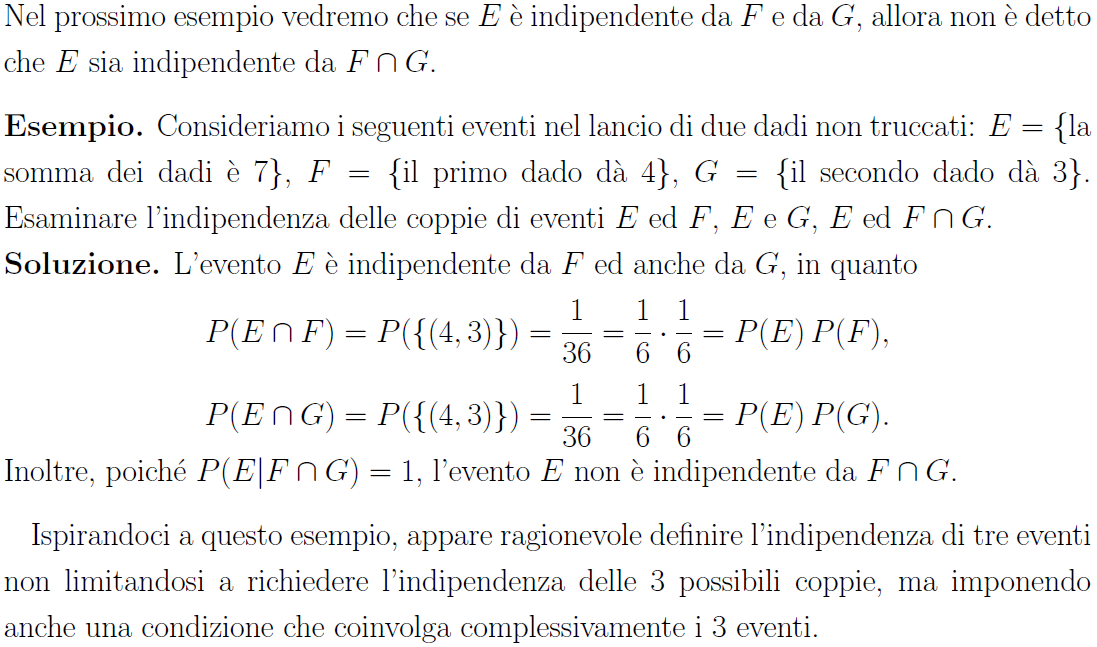 Nel prossimo esempio vedremo che se E è indipendente da F e da G, allora non è detto
che E sia indipendente da F ∩ G.
Esempio. Consideriamo i seguenti eventi nel lancio di due dadi non truccati: E = {la
somma dei dadi è 7}, F = {il primo dado dà 4}, G = {il secondo dado dà 3}.
Esaminare l'indipendenza delle coppie di eventi E ed F, E e G, E ed F ∩ G.
Soluzione. L'evento E è indipendente da F ed anche da G, in quanto
P(E ∩ F) = P({(4, 3)}) = 1/36 = 1/6 · 1/6 = P(E) P(F),
P(E ∩ G) = P({(4, 3)}) = 1/36 = 1/6 · 1/6 = P(E) P(G).
Inoltre, poiché P(E|F ∩ G) = 1, l'evento E non è indipendente da F ∩ G.
Ispirandoci a questo esempio, appare ragionevole definire l'indipendenza di tre eventi
non limitandosi a richiedere l'indipendenza delle 3 possibili coppie, ma imponendo
anche una condizione che coinvolga complessivamente i 3 eventi.